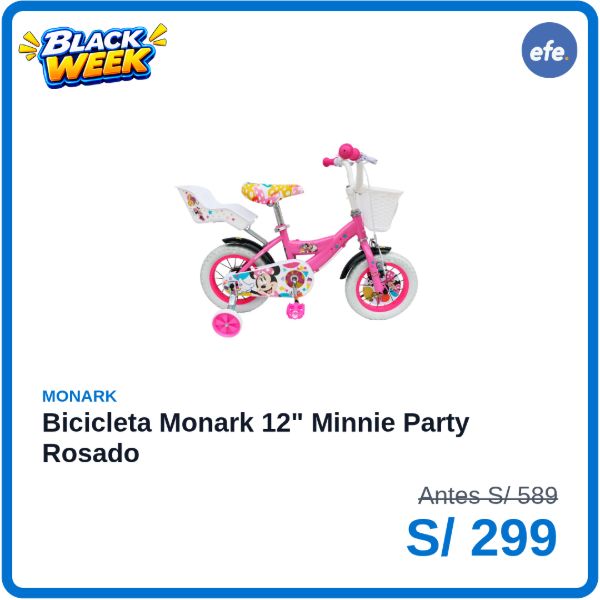 BLACK
WEEK
efe.
MONARK
Bicicleta Monark 12" Minnie Party
Rosado
Antes S/ 589
S/ 299